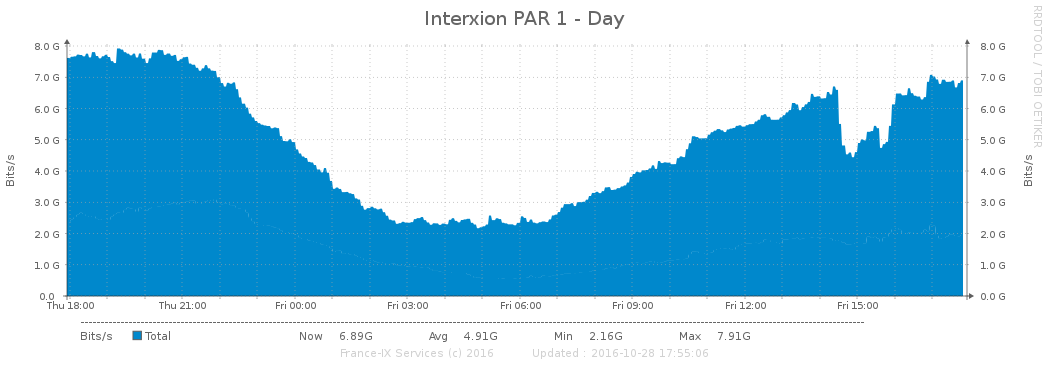 Interxion PAR 1 - Day
RRDTOOL / TOBI OETIKER
Bits/s
Bits/s
8.0 G 8.0 G
7.0 G 7.0 G
6.0 G 6.0 G
5.0 G 5.0 G
4.0 G 4.0 G
3.0 G 3.0 G
2.0 G 2.0 G
1.0 G 1.0 G
0.0 0.0 G
Thu 18:00 Thu 21:00 Fri 00:00 Fri 03:00 Fri 06:00 Fri 09:00 Fri 12:00 Fri 15:00
Bits/s Total Now 6.89G Avg 4.91G Min 2.16G Max 7.91G
France-IX Services (c) 2016 Updated : 2016-10-28 17:55:06